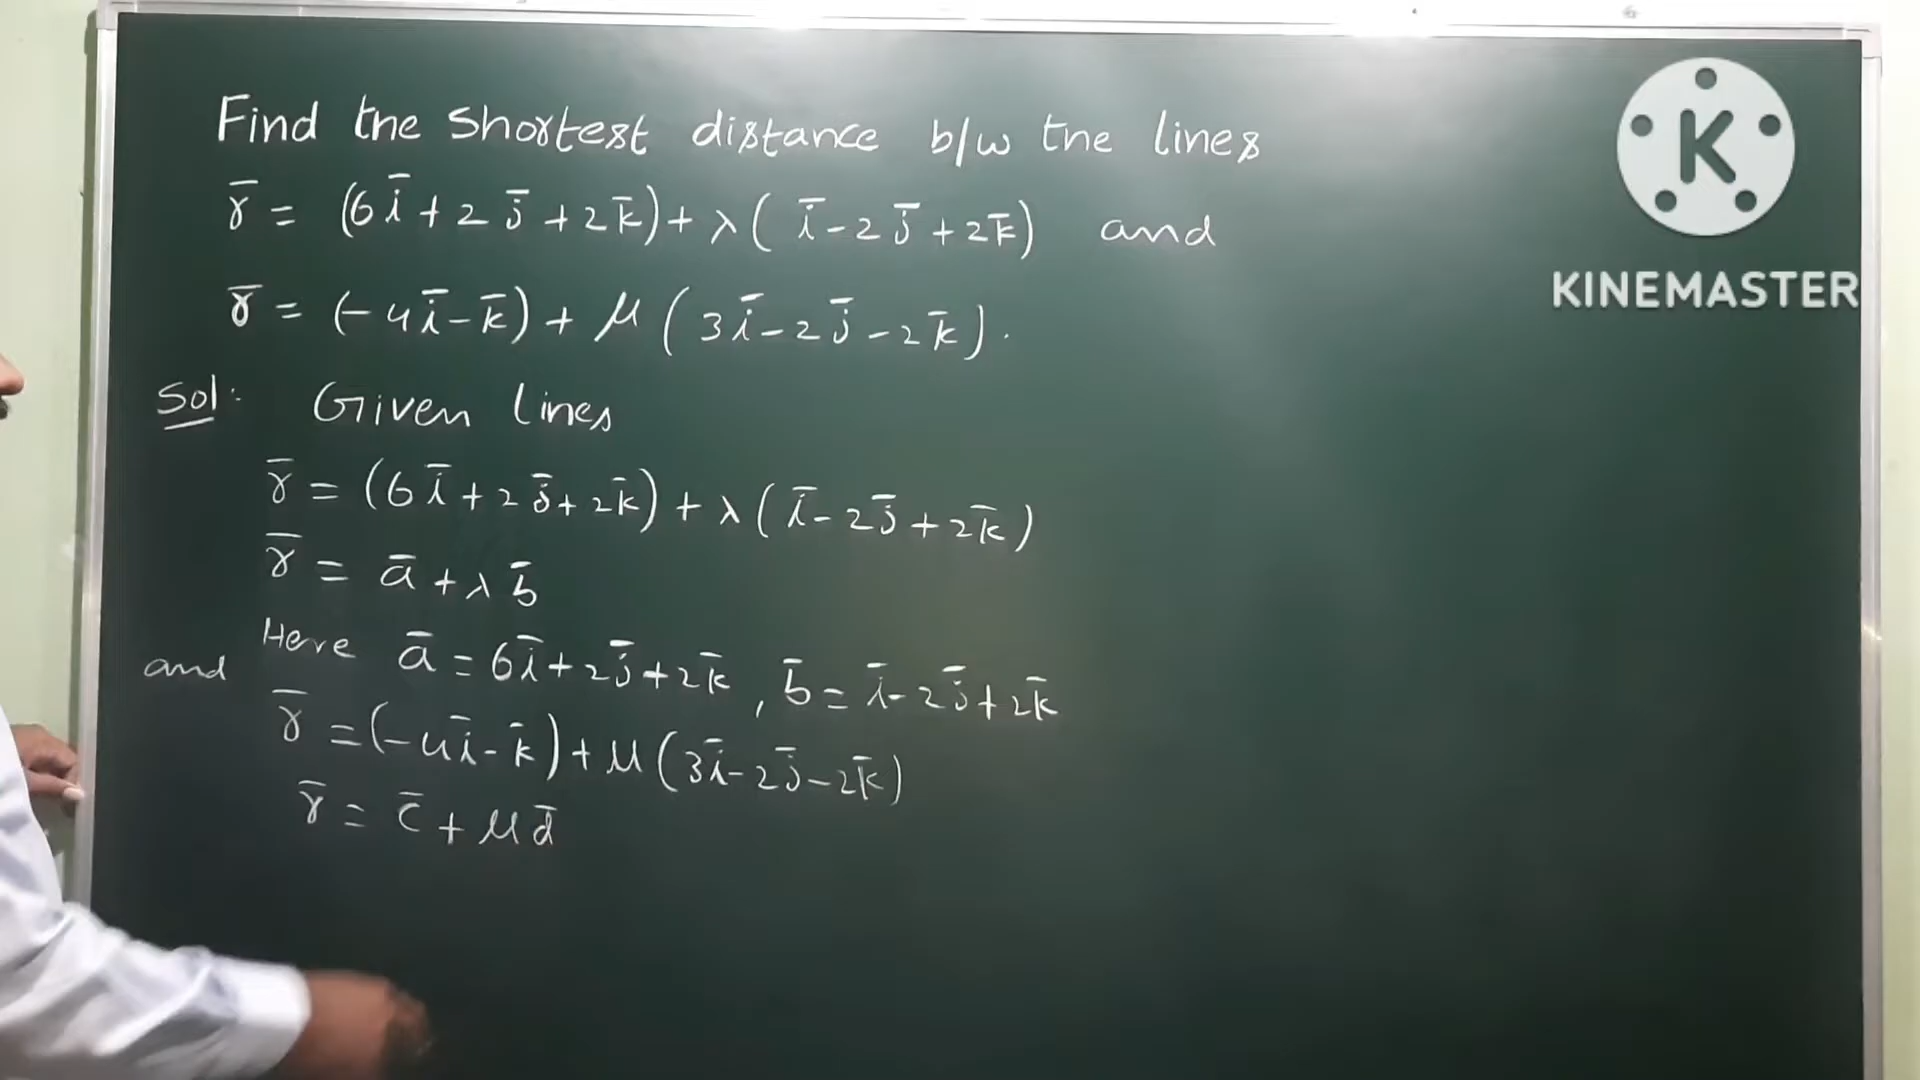 Find the shortest distance b/w the lines
r̄ = (6ī + 2j̄ + 2k̄) + λ(ī - 2j̄ + 2k̄) and
r̄ = (-4ī - k̄) + μ(3ī - 2j̄ - 2k̄).
Sol: Given lines
r̄ = (6ī + 2j̄ + 2k̄) + λ(ī - 2j̄ + 2k̄)
r̄ = ā + λb̄
Here ā = 6ī + 2j̄ + 2k̄, b̄ = ī - 2j̄ + 2k̄
and
r̄ = (-4ī - k̄) + μ(3ī - 2j̄ - 2k̄)
r̄ = c̄ + μd̄
K
KINEMASTER